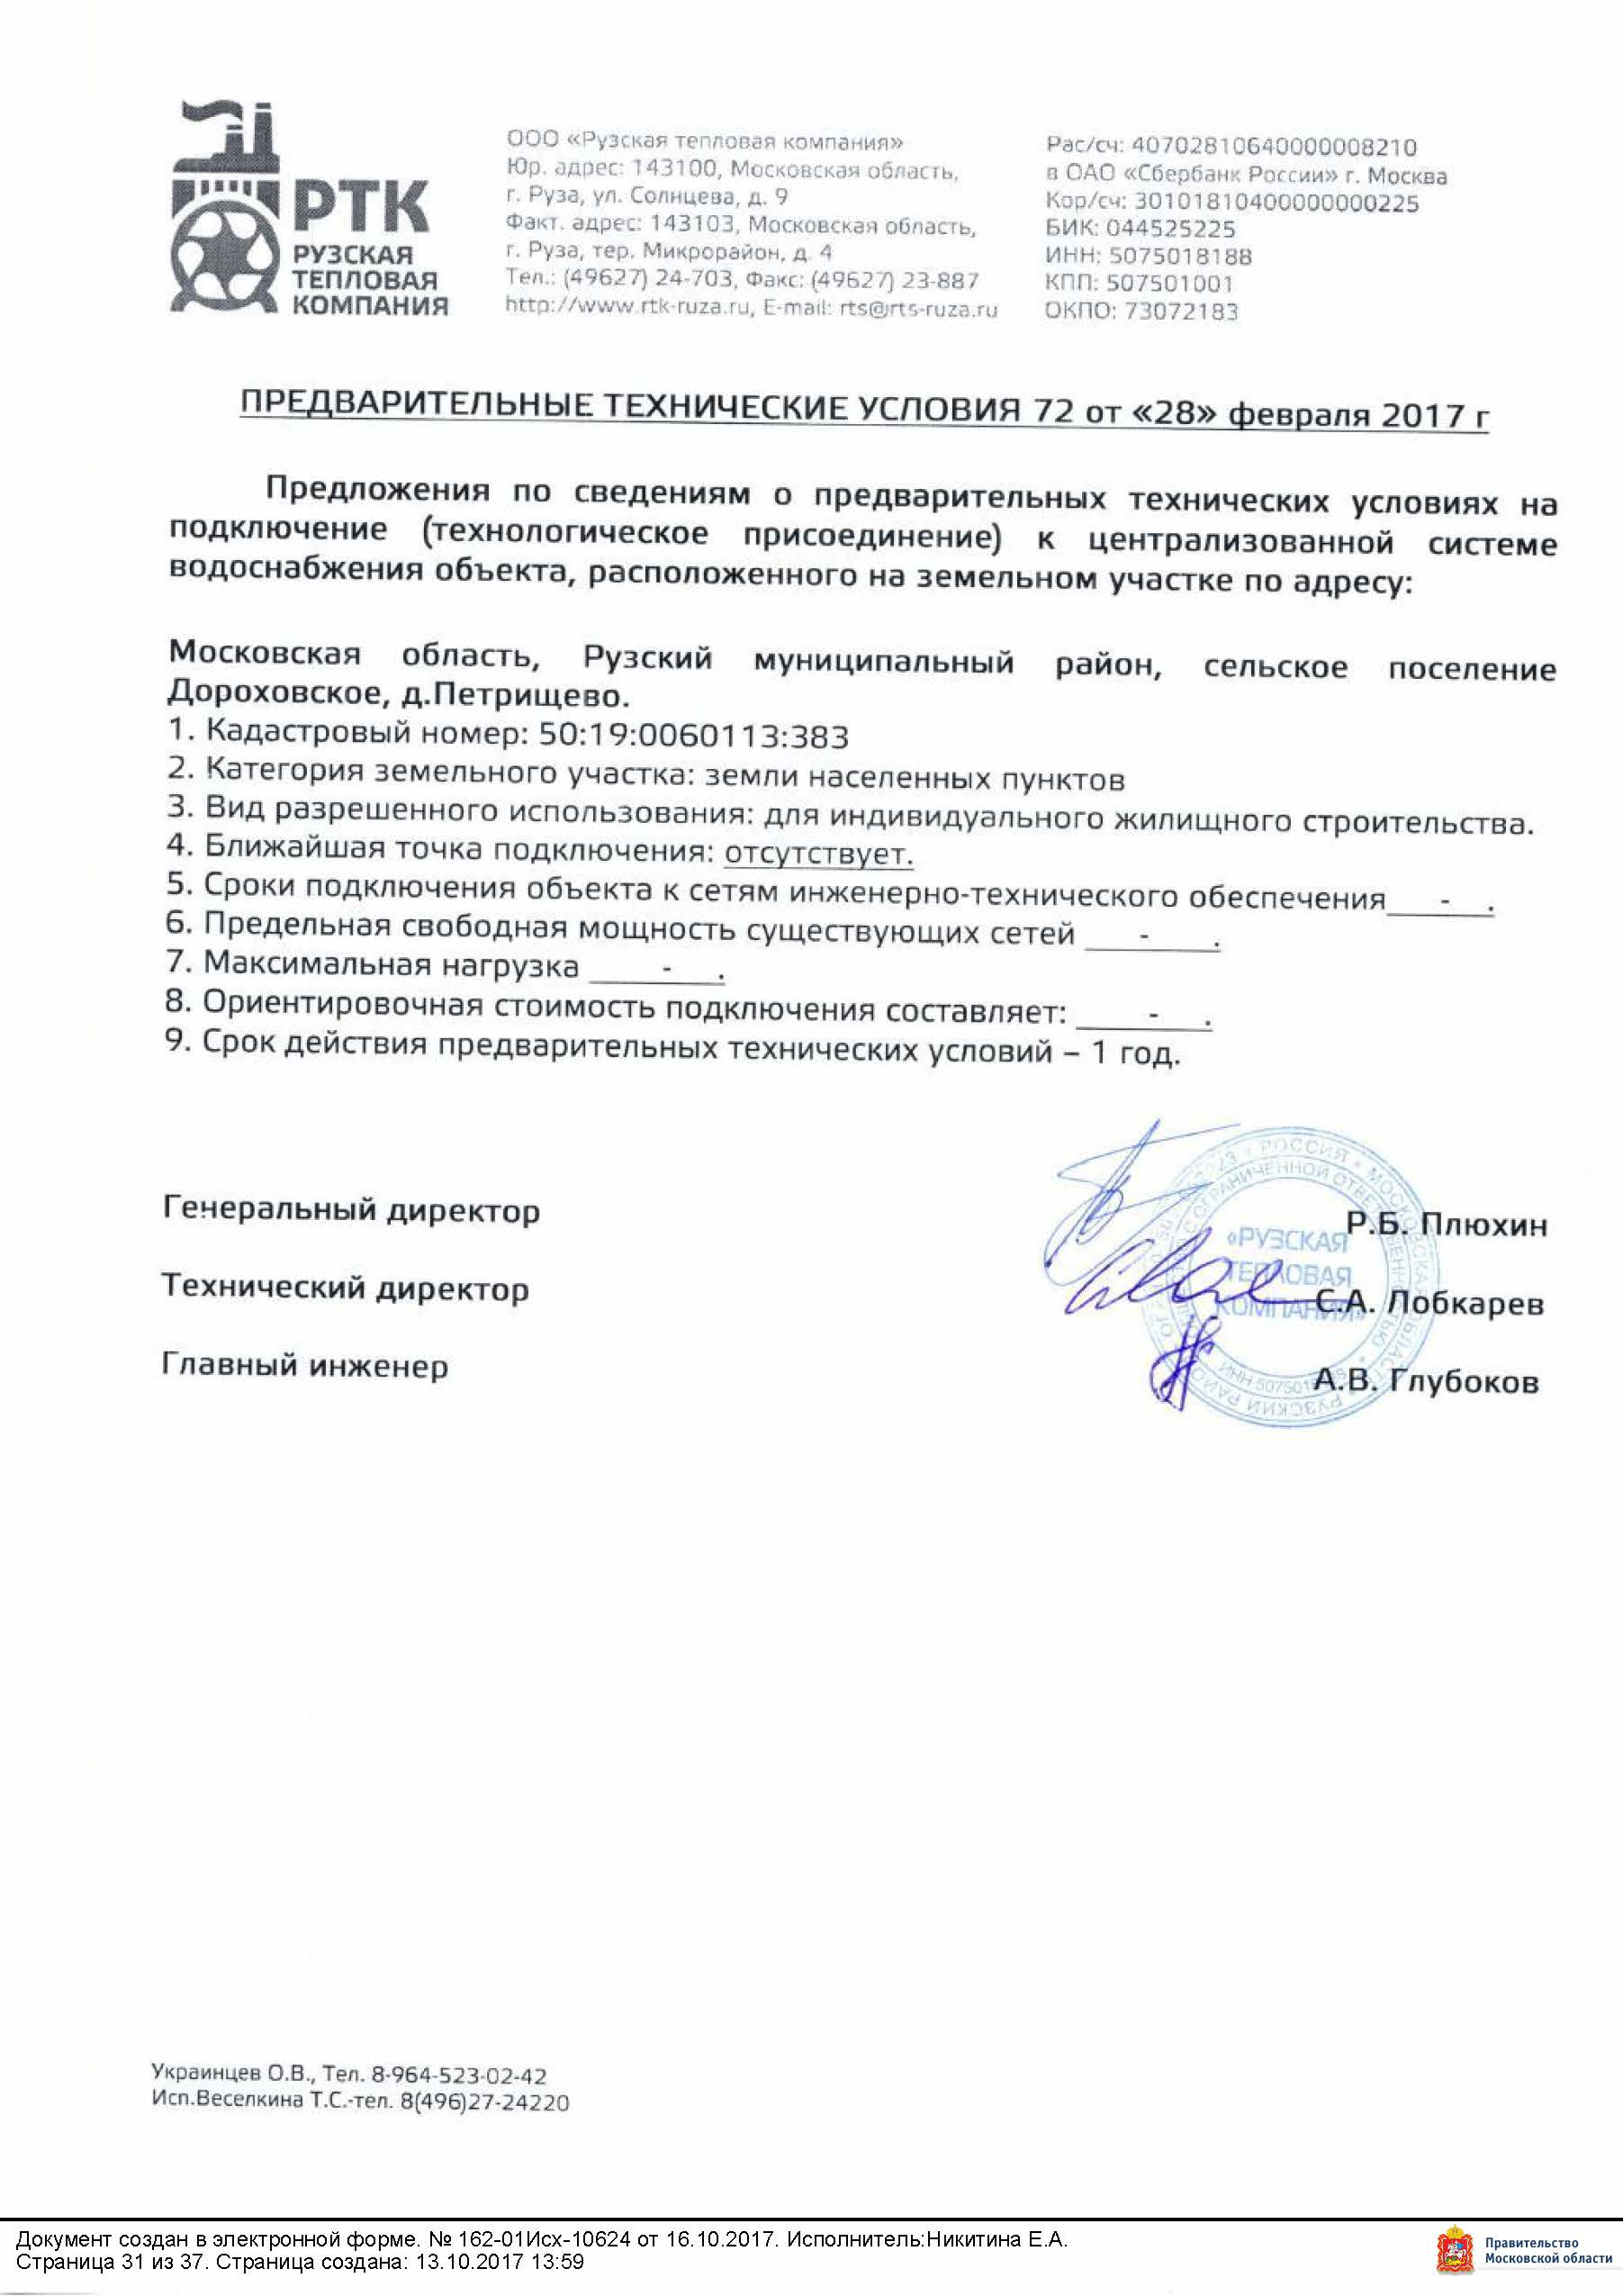 РТК
РУЗСКАЯ
ТЕПЛОВАЯ
КОМПАНИЯ
ООО «Рузская тепловая компания»
Юр. адрес: 143100, Московская область,
г. Руза, ул. Солнцева, д. 9
Факт. адрес: 143103, Московская область,
г. Руза, тер. Микрорайон, д. 4
Тел.: (49627) 24-703, Факс: (49627) 23-887
http://www.rtk-ruza.ru, E-mail: rts@rts-ruza.ru
Рас/сч: 40702810640000008210
в ОАО «Сбербанк России» г. Москва
Кор/сч: 30101810400000000225
БИК: 044525225
ИНН: 5075018188
КПП: 507501001
ОКПО: 73072183
ПРЕДВАРИТЕЛЬНЫЕ ТЕХНИЧЕСКИЕ УСЛОВИЯ 72 от «28» февраля 2017 г
Предложения по сведениям о предварительных технических условиях на
подключение (технологическое присоединение) к централизованной системе
водоснабжения объекта, расположенного на земельном участке по адресу:
Московская область, Рузский муниципальный район, сельское поселение
Дороховское, д.Петрищево.
1. Кадастровый номер: 50:19:0060113:383
2. Категория земельного участка: земли населенных пунктов
3. Вид разрешенного использования: для индивидуального жилищного строительства.
4. Ближайшая точка подключения: отсутствует.
5. Сроки подключения объекта к сетям инженерно-технического обеспечения - .
6. Предельная свободная мощность существующих сетей - .
7. Максимальная нагрузка - .
8. Ориентировочная стоимость подключения составляет: - .
9. Срок действия предварительных технических условий – 1 год.
Генеральный директор Р.Б. Плюхин
Технический директор С.А. Лобкарев
Главный инженер А.В. Глубоков
«РУЗСКАЯ
ТЕПЛОВАЯ
КОМПАНИЯ»
Украинцев О.В., Тел. 8-964-523-02-42
Исп.Веселкина Т.С.-тел. 8(496)27-24220
Документ создан в электронной форме. № 162-01Исх-10624 от 16.10.2017. Исполнитель:Никитина Е.А.
Страница 31 из 37. Страница создана: 13.10.2017 13:59
Правительство
Московской области